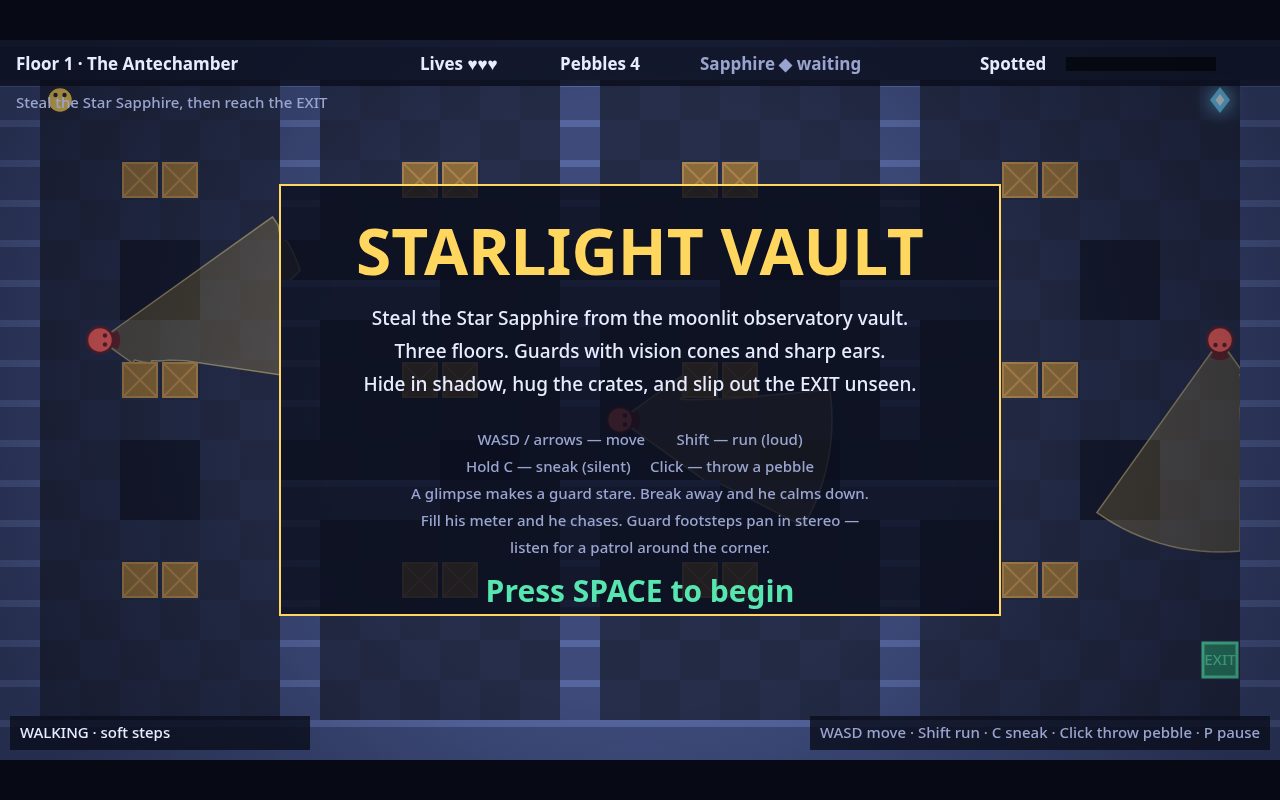 Floor 1 · The Antechamber Lives ♥♥♥ Pebbles 4 Sapphire ◆ waiting Spotted
Steal the Star Sapphire, then reach the EXIT
STARLIGHT VAULT
Steal the Star Sapphire from the moonlit observatory vault.
Three floors. Guards with vision cones and sharp ears.
Hide in shadow, hug the crates, and slip out the EXIT unseen.
WASD / arrows — move Shift — run (loud)
Hold C — sneak (silent) Click — throw a pebble
A glimpse makes a guard stare. Break away and he calms down.
Fill his meter and he chases. Guard footsteps pan in stereo —
listen for a patrol around the corner.
Press SPACE to begin
EXIT
WALKING · soft steps
WASD move · Shift run · C sneak · Click throw pebble · P pause